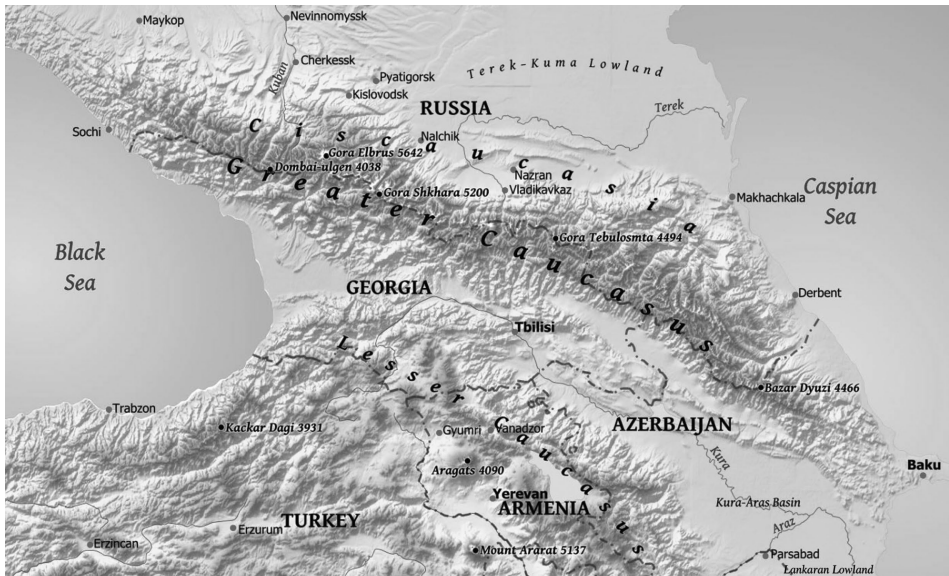 Maykop
Nevinnomyssk
Cherkessk
Kuban
Pyatigorsk
Kislovodsk
Terek-Kuma Lowland
RUSSIA
Terek
Sochi
Nalchik
Ciscaucasia
Gora Elbrus 5642
Dombai-ulgen 4038
Nazran
Vladikavkaz
Gora Shkhara 5200
Makhachkala
Caspian
Sea
Greater Caucasus
Gora Tebulosmta 4494
Black
Sea
GEORGIA
Derbent
Tbilisi
Lesser Caucasus
Bazar Dyuzi 4466
Trabzon
Kackar Dagi 3931
Gyumri
Vanadzor
AZERBAIJAN
Kura
Aragats 4090
Baku
Yerevan
ARMENIA
Kura-Aras Basin
TURKEY
Erzurum
Araz
Erzincan
Mount Ararat 5137
Parsabad
Lankaran Lowland